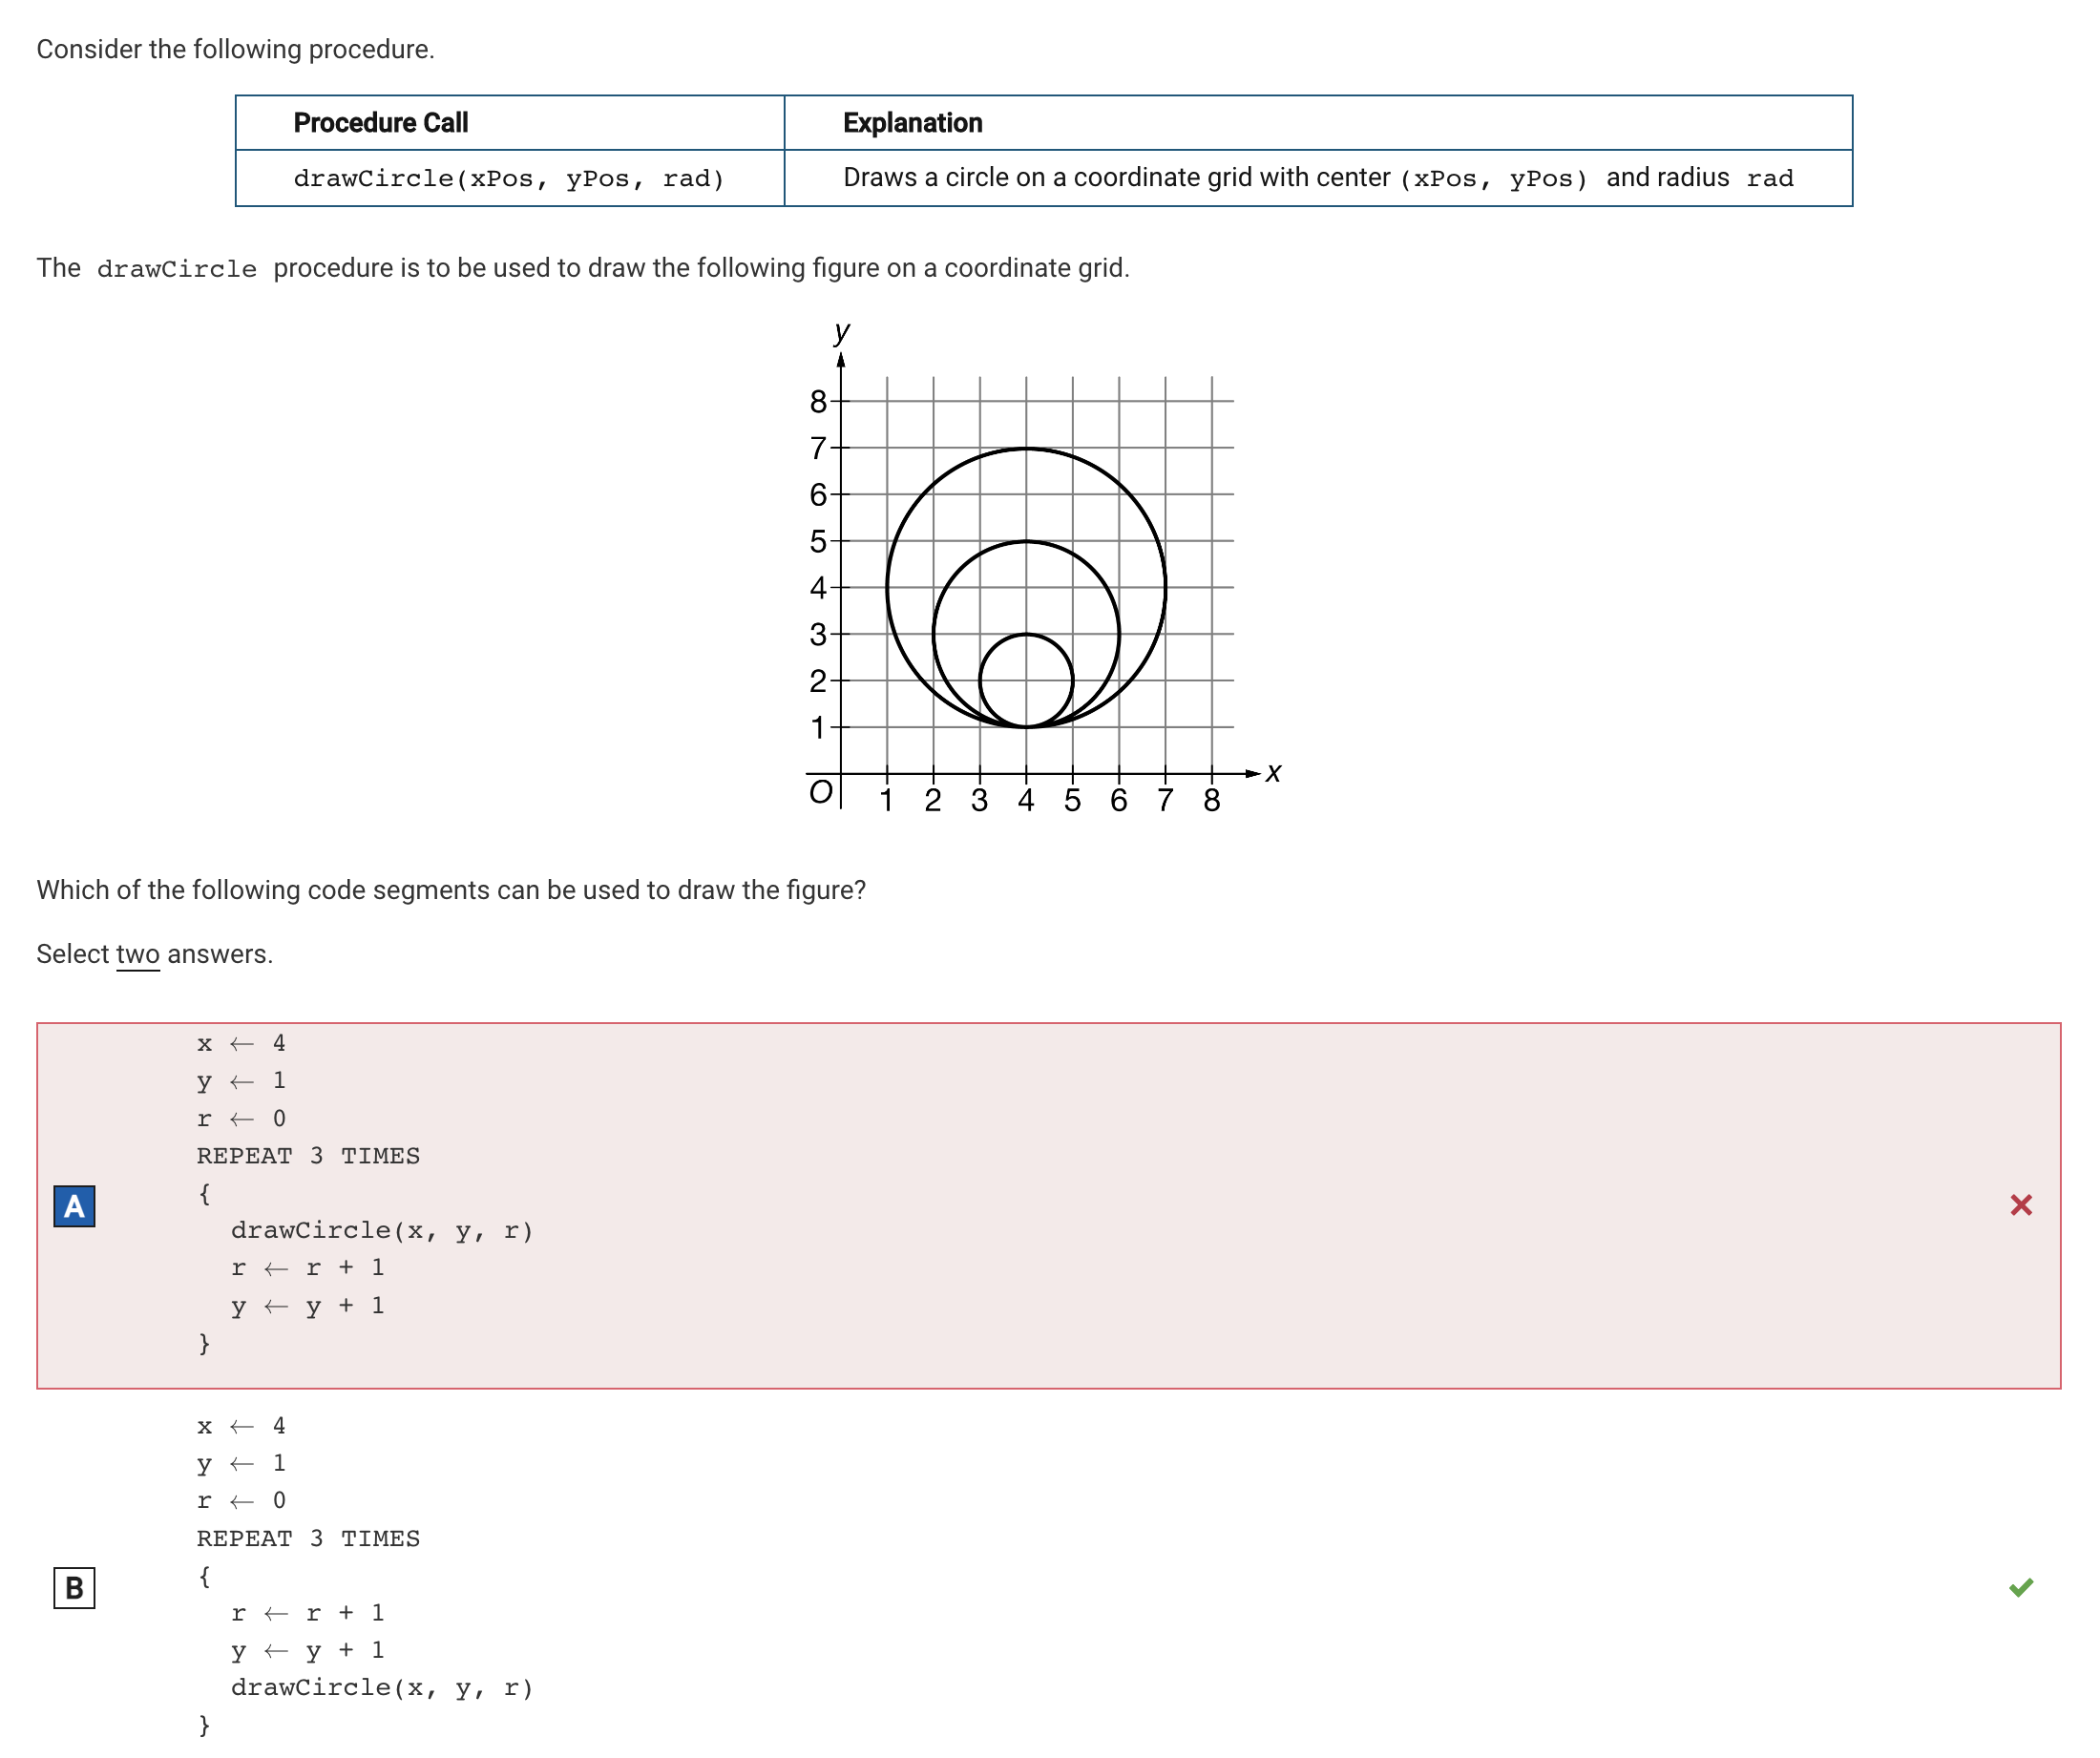 Consider the following procedure.
Procedure Call Explanation
drawCircle(xPos, yPos, rad) Draws a circle on a coordinate grid with center (xPos, yPos) and radius rad
The drawCircle procedure is to be used to draw the following figure on a coordinate grid.
y
8
7
6
5
4
3
2
1
x
O 1 2 3 4 5 6 7 8
Which of the following code segments can be used to draw the figure?
Select two answers.
A
x ← 4
y ← 1
r ← 0
REPEAT 3 TIMES
{
drawCircle(x, y, r)
r ← r + 1
y ← y + 1
}
B
x ← 4
y ← 1
r ← 0
REPEAT 3 TIMES
{
r ← r + 1
y ← y + 1
drawCircle(x, y, r)
}